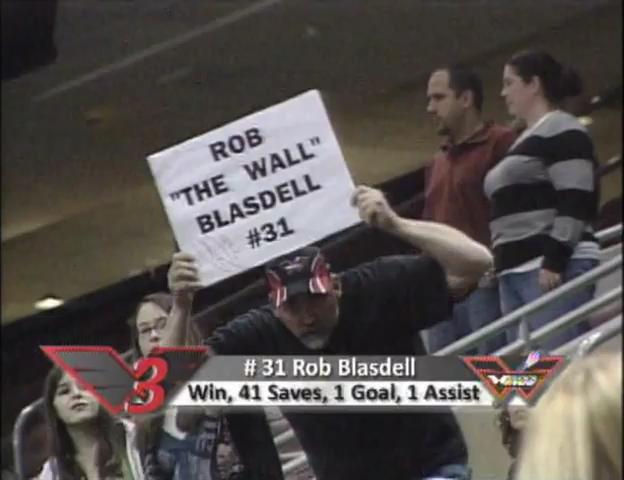 ROB
"THE WALL"
BLASDELL
#31
3
# 31 Rob Blasdell
Win, 41 Saves, 1 Goal, 1 Assist